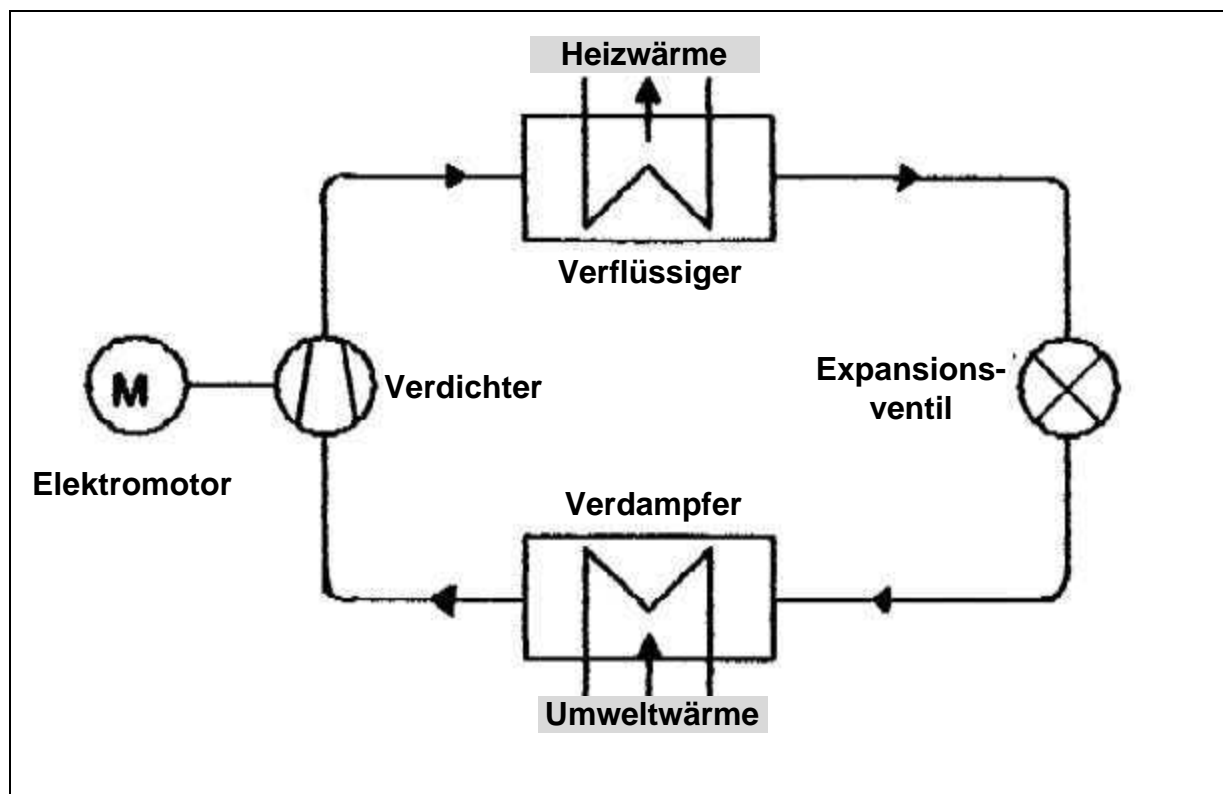 Heizwärme
Verflüssiger
M
Verdichter
Expansions-
ventil
Elektromotor
Verdampfer
Umweltwärme